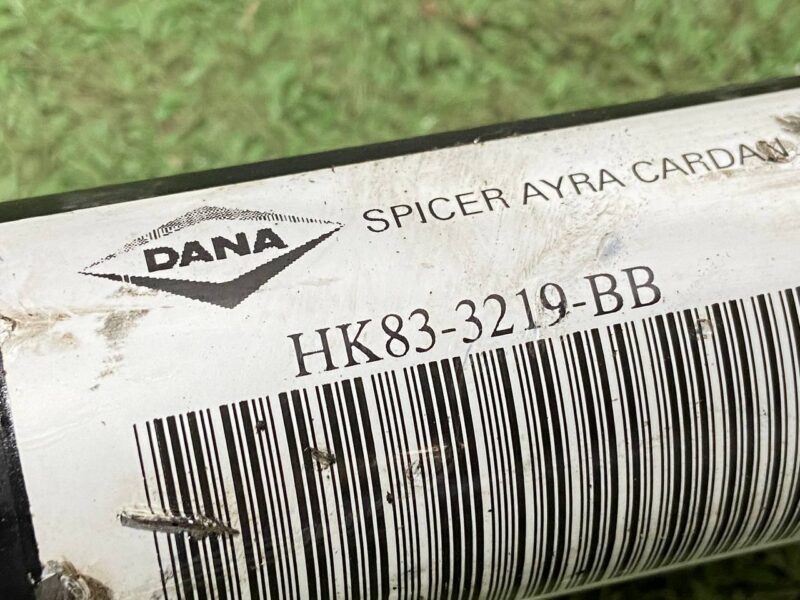 DANA
SPICER AYRA CARDAN
HK83-3219-BB